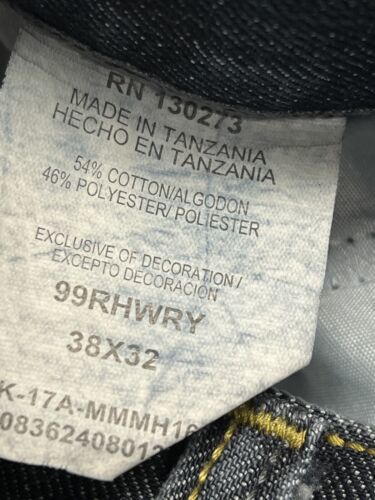 RN 130273
MADE IN TANZANIA
HECHO EN TANZANIA
54% COTTON/ALGODON
46% POLYESTER/POLIESTER
EXCLUSIVE OF DECORATION/
EXCEPTO DECORACION
99RHWRY
38X32